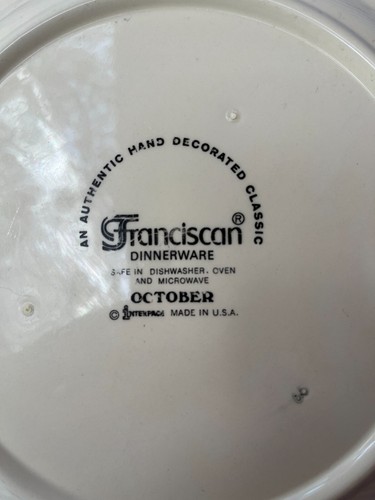 AN AUTHENTIC HAND DECORATED CLASSIC
Franciscan®
DINNERWARE
SAFE IN DISHWASHER, OVEN
AND MICROWAVE
OCTOBER
© INTERPACE MADE IN U.S.A.